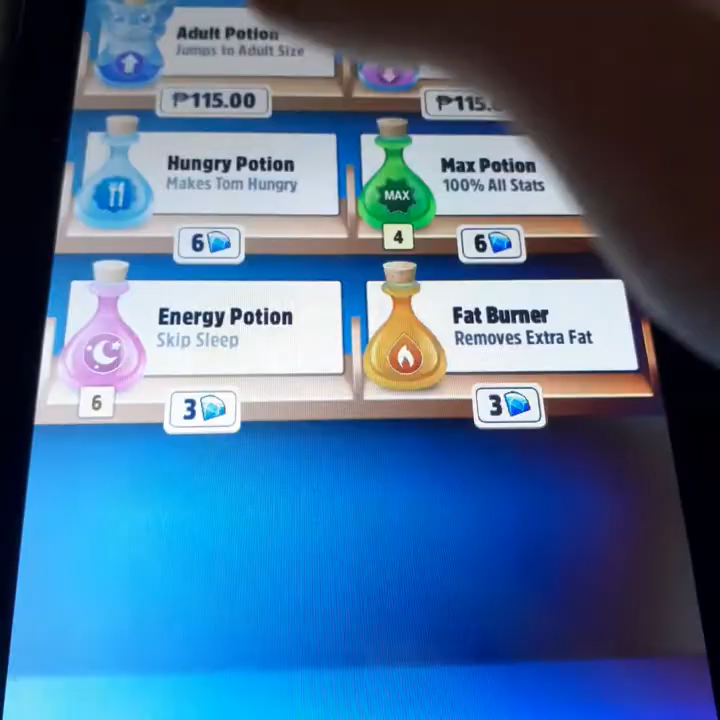 Adult Potion
Jumps to Adult Size
₱115.00
₱115.
Hungry Potion
Makes Tom Hungry
6
Max Potion
100% All Stats
MAX
4
6
Energy Potion
Skip Sleep
6
3
Fat Burner
Removes Extra Fat
3